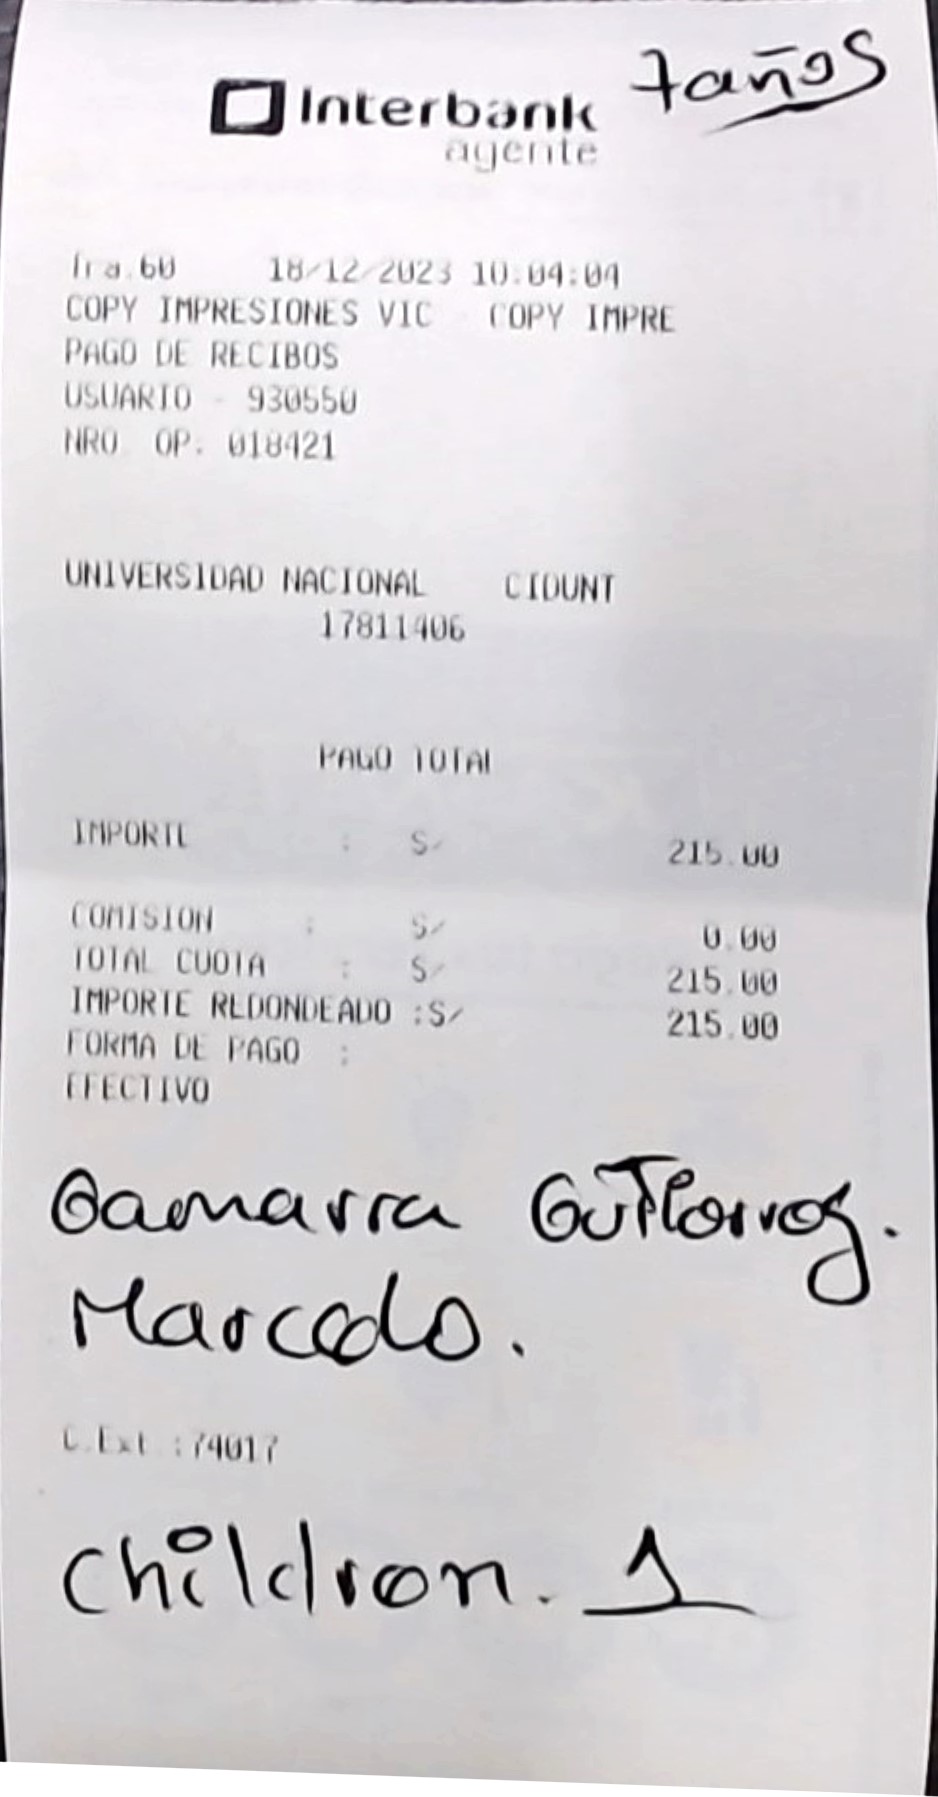 7años
Interbank
agente
Tra.60 18/12/2023 10:04:04
COPY IMPRESIONES VIC - COPY IMPRE
PAGO DE RECIBOS
USUARIO - 930550
NRO. OP. 018421
UNIVERSIDAD NACIONAL CIDUNT
17811406
PAGO TOTAL
IMPORTE : S/ 215.00
COMISION : S/ 0.00
TOTAL CUOTA : S/ 215.00
IMPORTE REDONDEADO :S/ 215.00
FORMA DE PAGO :
EFECTIVO
Gamarra Gutierrez.
Marcelo.
C.Ext.:74017
Children. 1